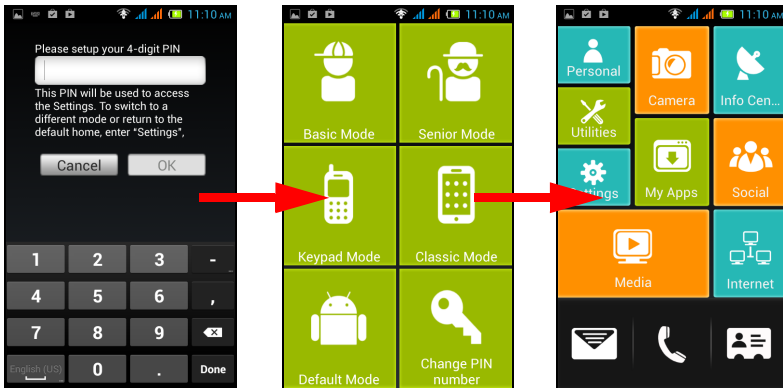 11:10 AM
Please setup your 4-digit PIN
This PIN will be used to access
the Settings. To switch to a
different mode or return to the
default home, enter “Settings”,
Cancel
OK
1 2 3 -
4 5 6 ,
7 8 9
English (US) 0 . Done
11:10 AM
Basic Mode
Senior Mode
Keypad Mode
Classic Mode
Default Mode
Change PIN
number
11:10 AM
Personal
Camera
Info Cen...
Utilities
Settings
My Apps
Social
Media
Internet